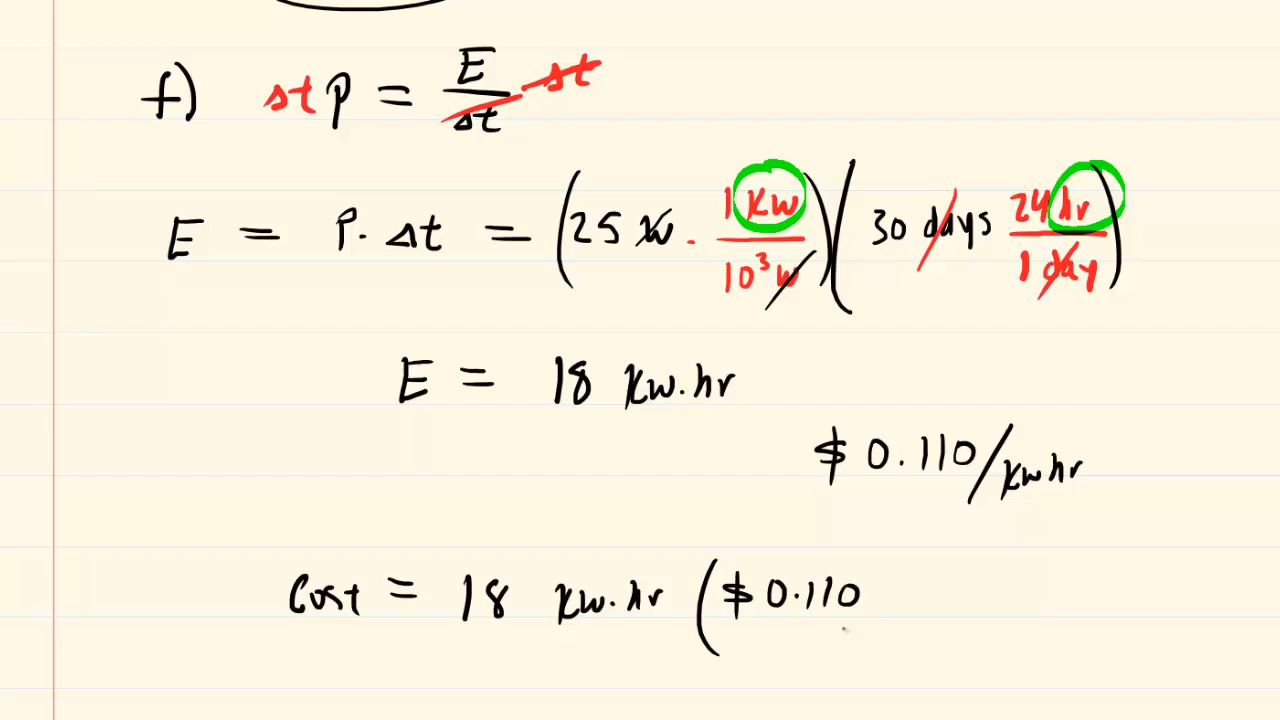 f) Δt P = E/Δt Δt
E = P · Δt = (25 W · 1 KW/10³ W)(30 days 24 hr/1 day)
E = 18 KW·hr
$ 0.110/KW hr
Cost = 18 KW·hr ($ 0.110